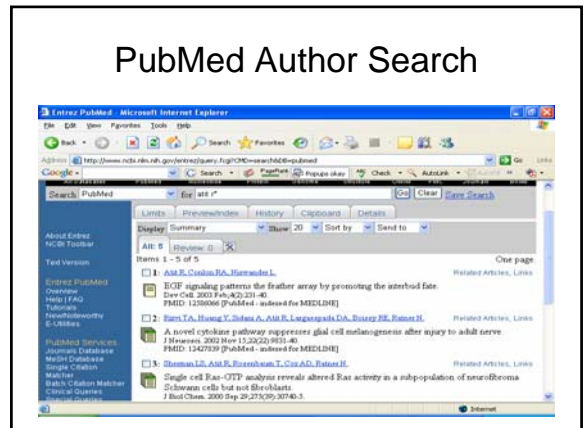 PubMed Author Search
Entrez PubMed - Microsoft Internet Explorer
File Edit View Favorites Tools Help
Back Search Favorites
Address http://www.ncbi.nlm.nih.gov/entrez/query.fcgi?CMD=search&DB=pubmed Go Links
Google Search PageRank Popups okay Check AutoLink
Search PubMed for atit r* Go Clear Save Search
Limits Preview/Index History Clipboard Details
Display Summary Show 20 Sort by Send to
All: 5 Review: 0
Items 1 - 5 of 5 One page
About Entrez
NCBI Toolbar
Text Version
Entrez PubMed
Overview
Help | FAQ
Tutorials
New/Noteworthy
E-Utilities
PubMed Services
Journals Database
MeSH Database
Single Citation
Matcher
Batch Citation Matcher
Clinical Queries
Special Queries
1: Atit R, Conlon RA, Niswander L. Related Articles, Links
EGF signaling patterns the feather array by promoting the interbud fate.
Dev Cell. 2003 Feb;4(2):231-40.
PMID: 12586066 [PubMed - indexed for MEDLINE]
2: Rizvi TA, Huang Y, Sidani A, Atit R, Largaespada DA, Boissy RE, Ratner N. Related Articles, Links
A novel cytokine pathway suppresses glial cell melanogenesis after injury to adult nerve.
J Neurosci. 2002 Nov 15;22(22):9831-40.
PMID: 12427839 [PubMed - indexed for MEDLINE]
3: Sherman LS, Atit R, Rosenbaum T, Cox AD, Ratner N. Related Articles, Links
Single cell Ras-GTP analysis reveals altered Ras activity in a subpopulation of neurofibroma
Schwann cells but not fibroblasts.
J Biol Chem. 2000 Sep 29;275(39):30740-5.
Internet